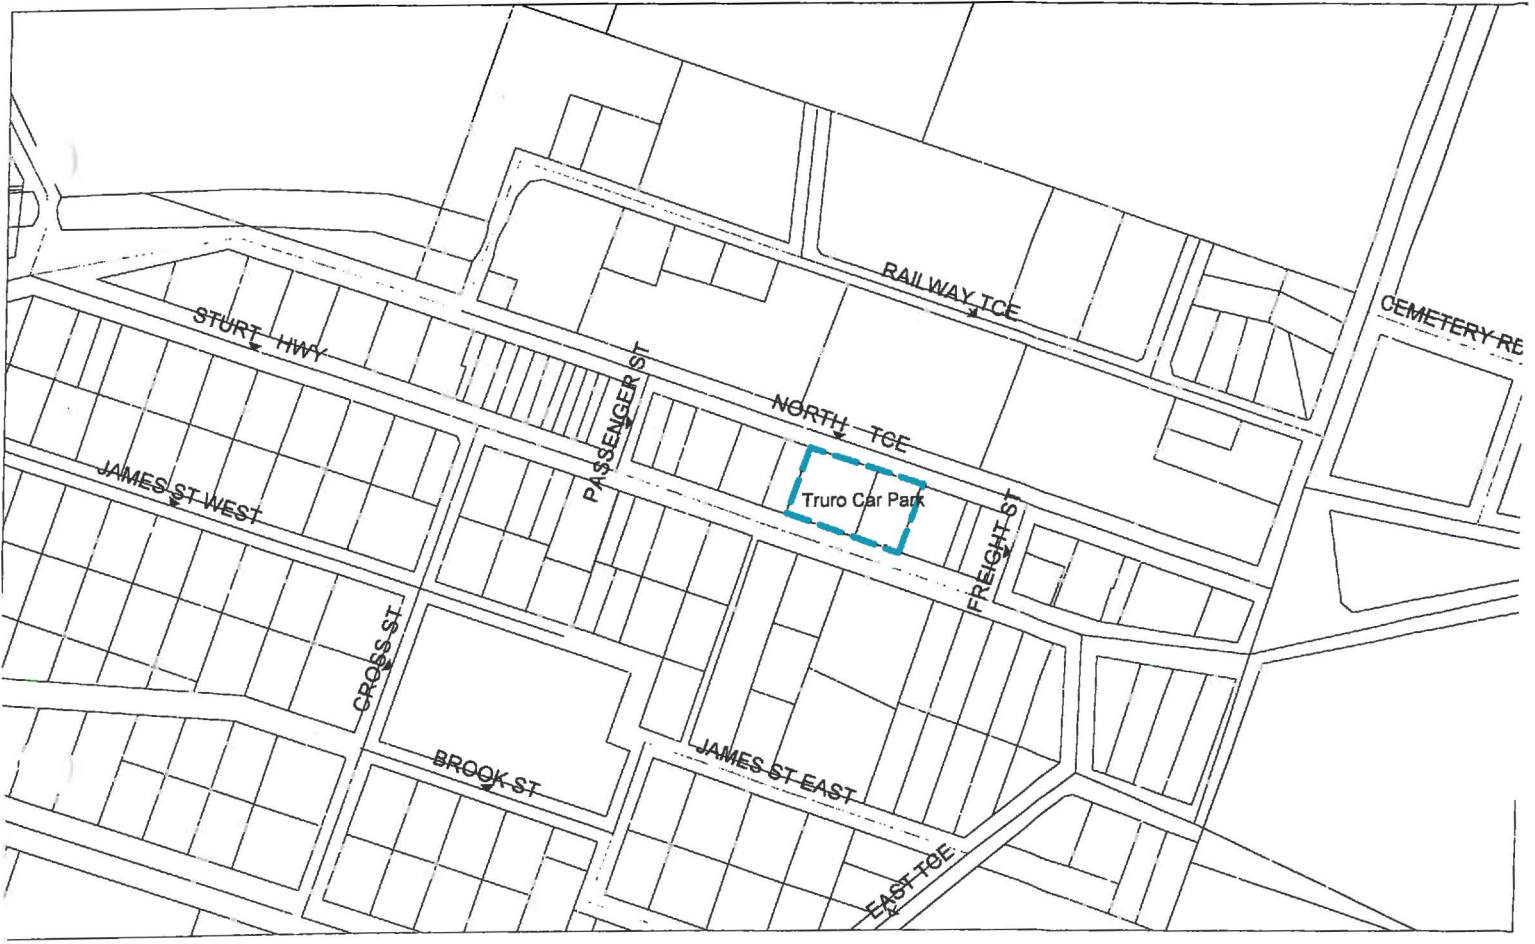 RAILWAY TCE
CEMETERY RD
STURT HWY
PASSENGER ST
NORTH TCE
Truro Car Park
JAMES ST WEST
FREIGHT ST
CROSS ST
BROOK ST
JAMES ST EAST
EAST TCE